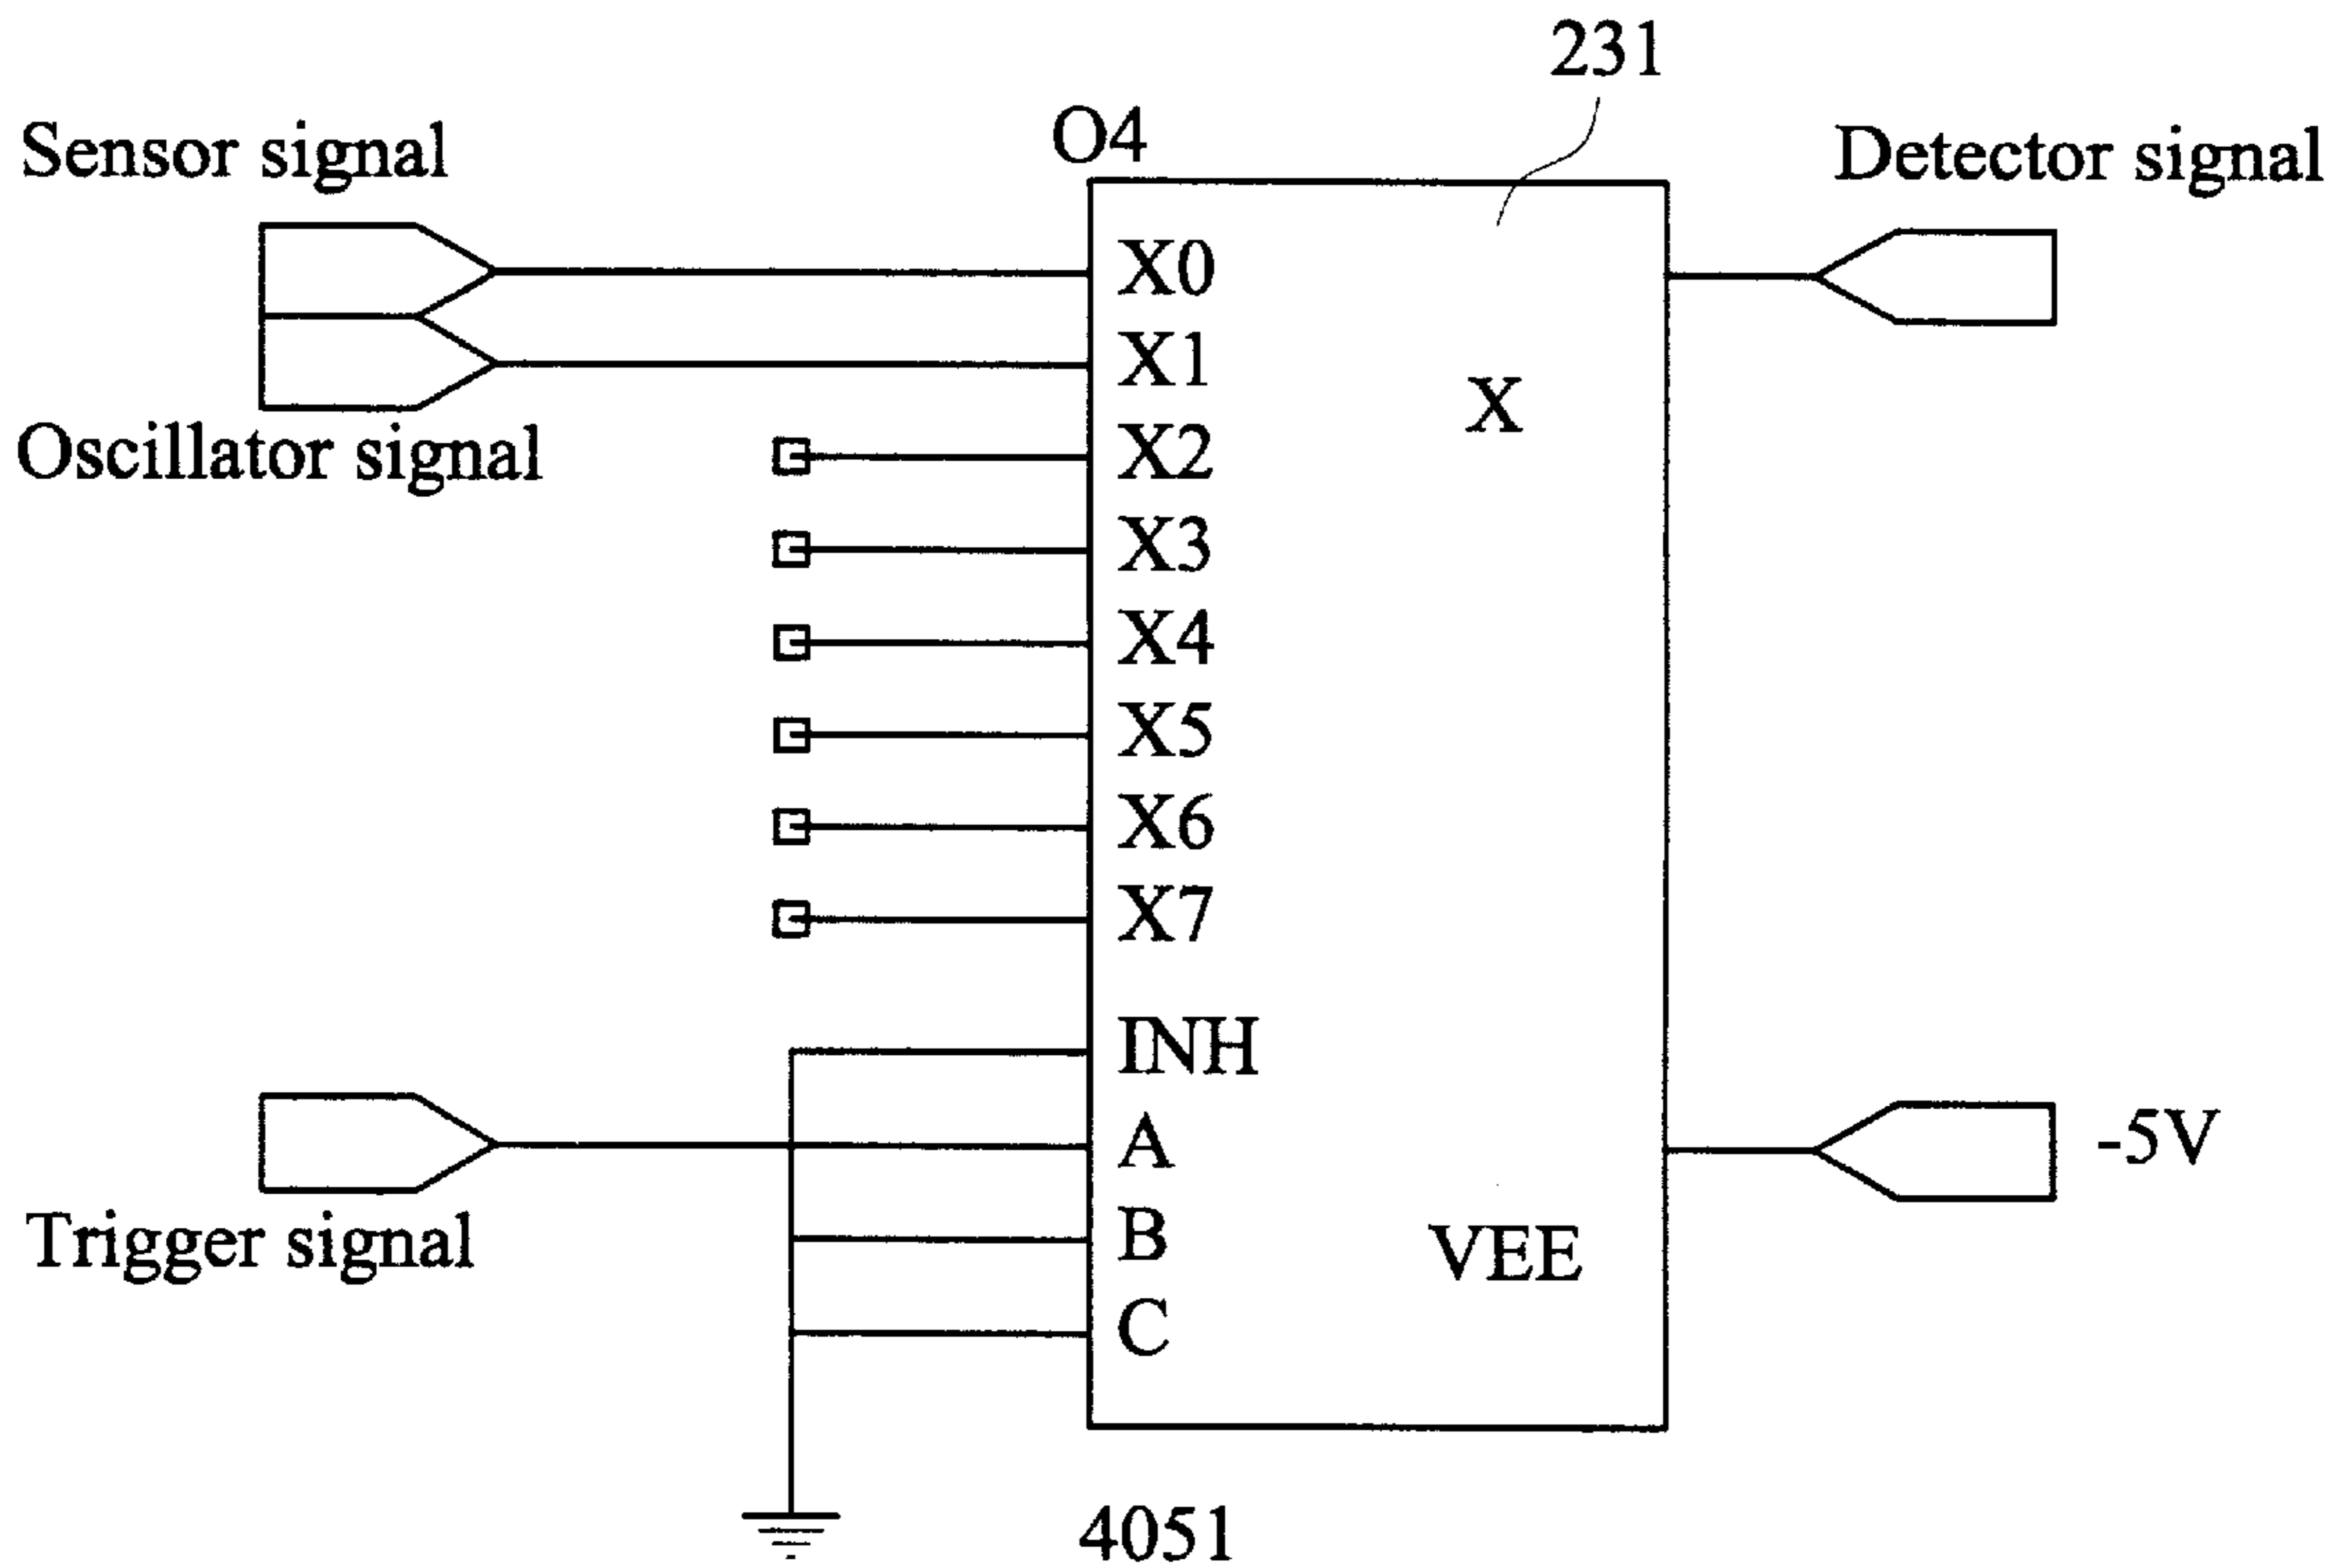 231
O4
Sensor signal
Detector signal
X0
X1
X
Oscillator signal
X2
X3
X4
X5
X6
X7
INH
A
-5V
Trigger signal
B
VEE
C
4051